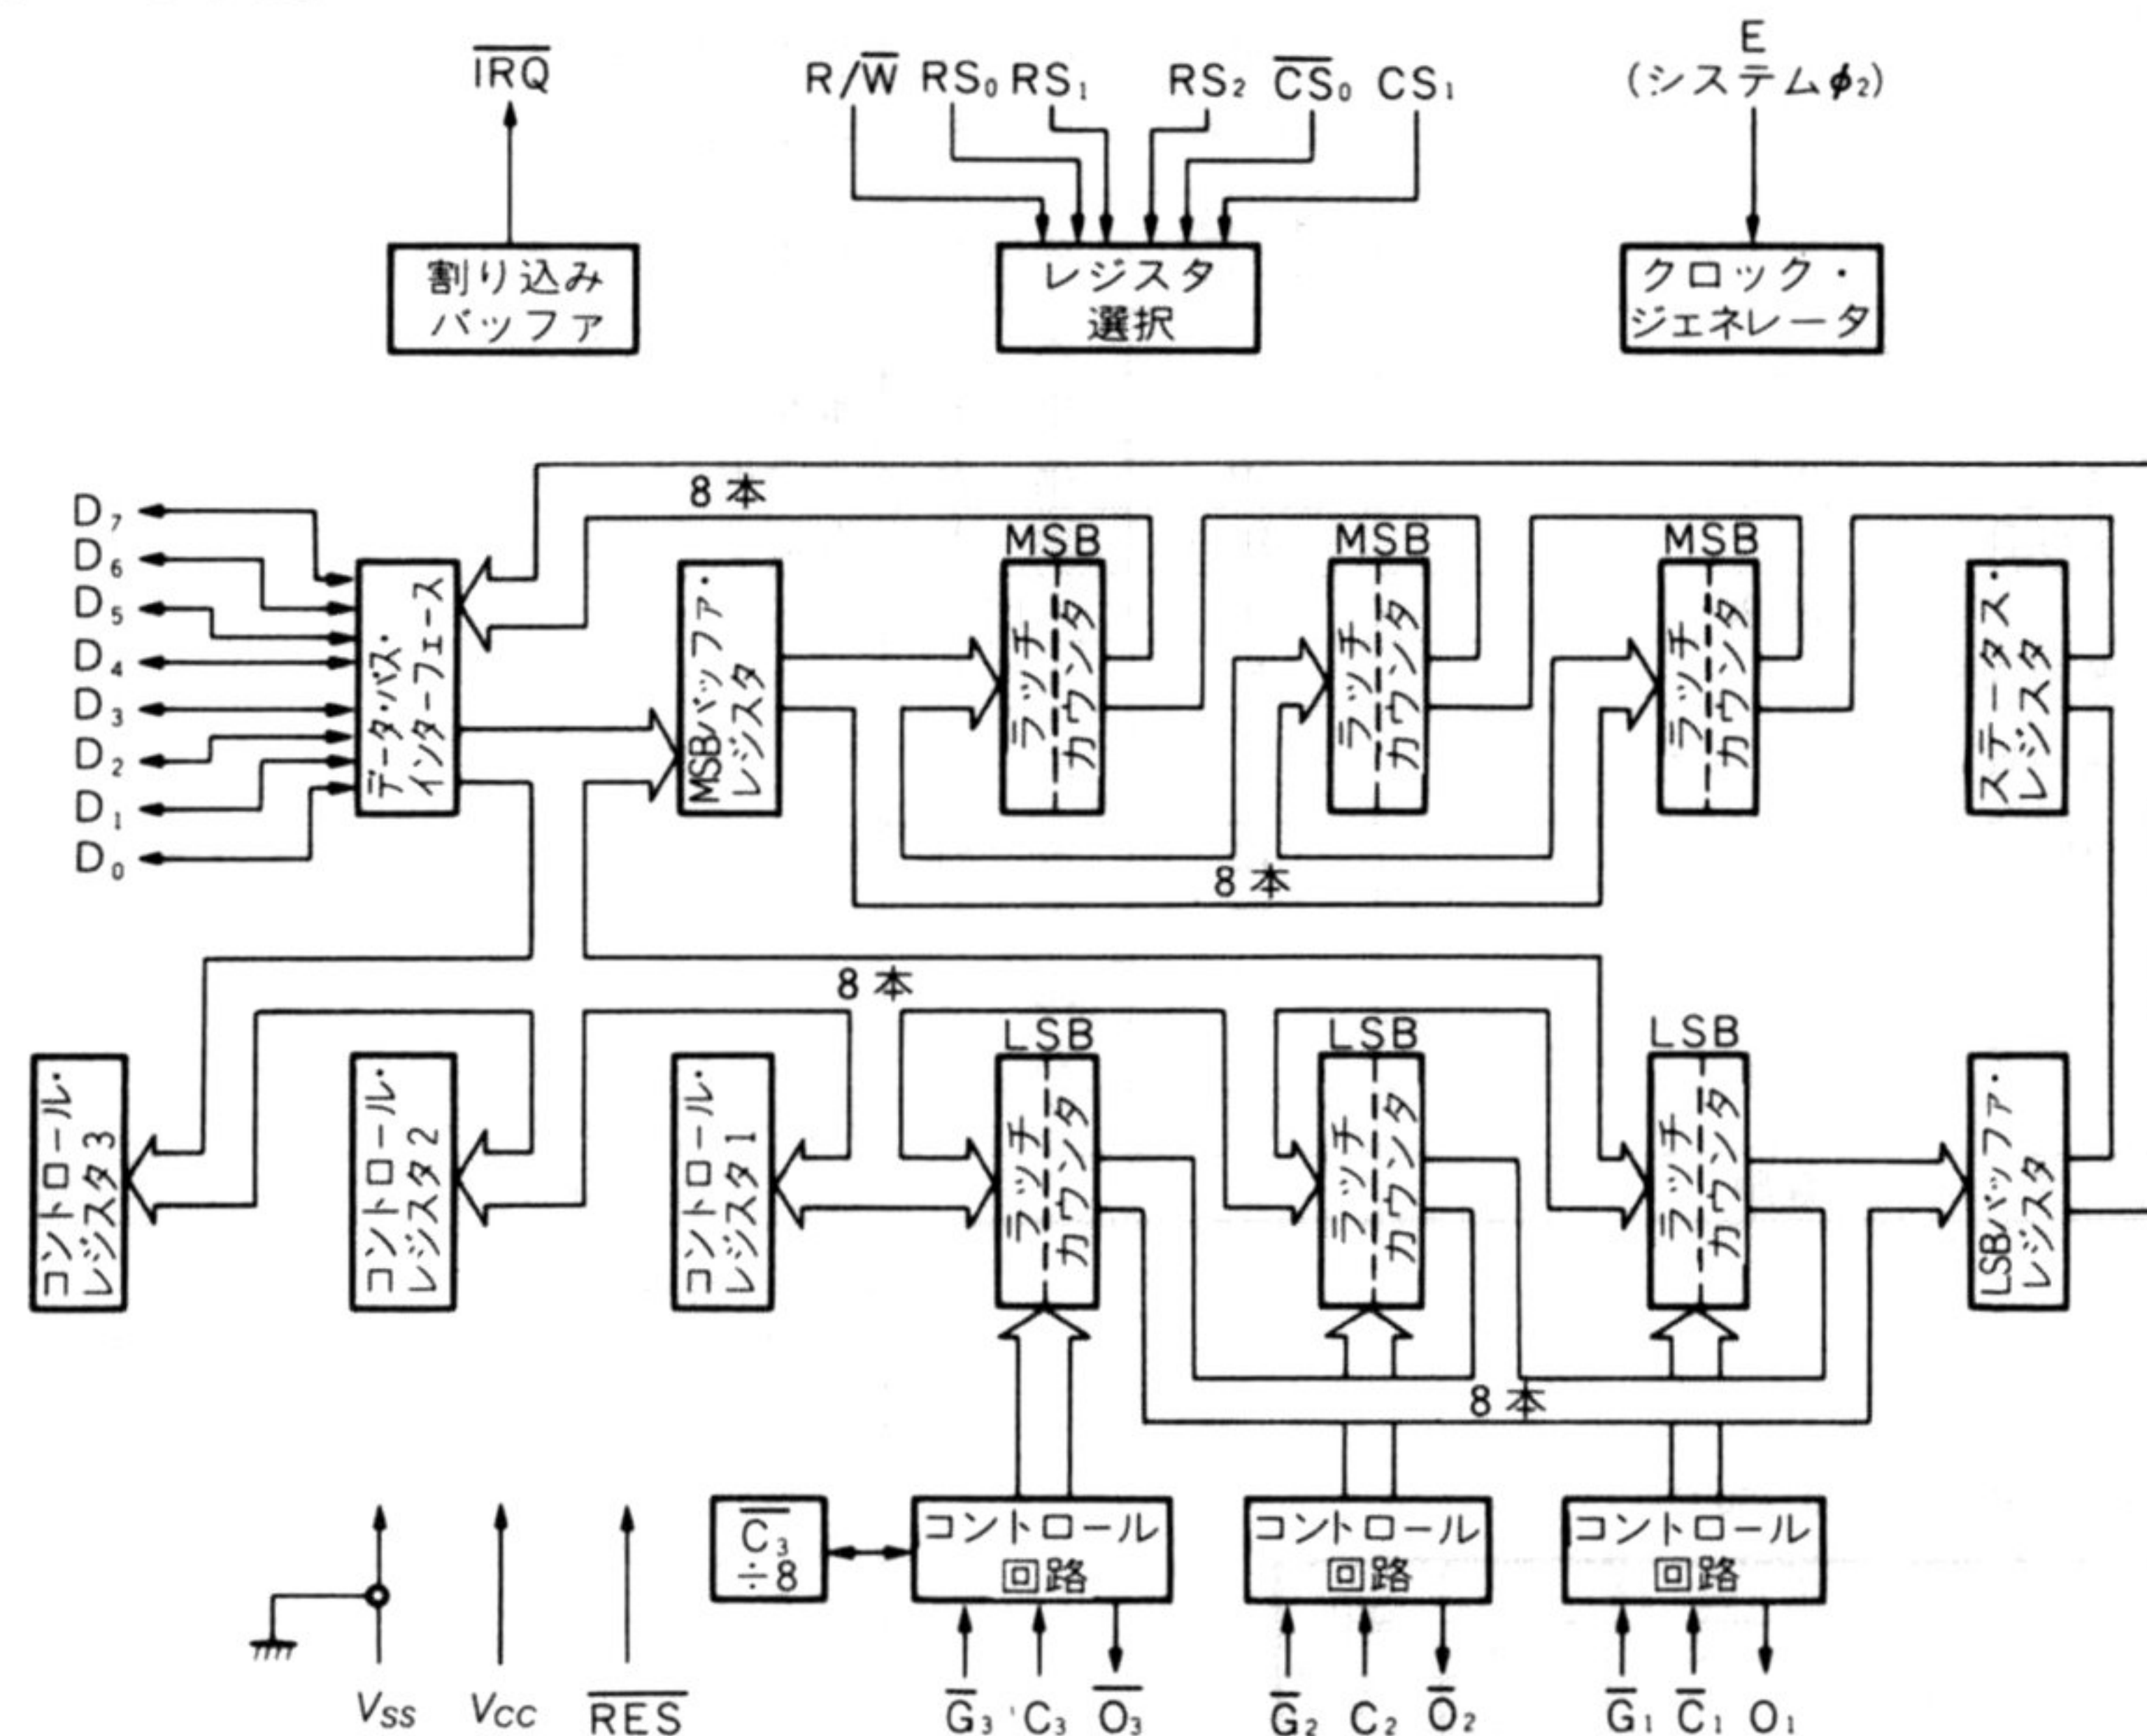 IRQ
R/W̅ RS₀ RS₁ RS₂ C̅S̅₀ CS₁
E
(システムφ₂)
割り込み
バッファ
レジスタ
選択
クロック・
ジェネレータ
8本
D₇
D₆
D₅
D₄
D₃
D₂
D₁
D₀
データ・バス・
インターフェース
MSBバッファ・
レジスタ
MSB
ラッチ
カウンタ
MSB
ラッチ
カウンタ
MSB
ラッチ
カウンタ
ステータス・
レジスタ
8本
8本
コントロール・
レジスタ3
コントロール・
レジスタ2
コントロール・
レジスタ1
LSB
ラッチ
カウンタ
LSB
ラッチ
カウンタ
LSB
ラッチ
カウンタ
LSBバッファ・
レジスタ
8本
C̅₃
÷8
コントロール
回路
コントロール
回路
コントロール
回路
VSS VCC R̅E̅S̅
G̅₃ C₃ O̅₃
G̅₂ C₂ O̅₂
G̅₁ C̅₁ O₁